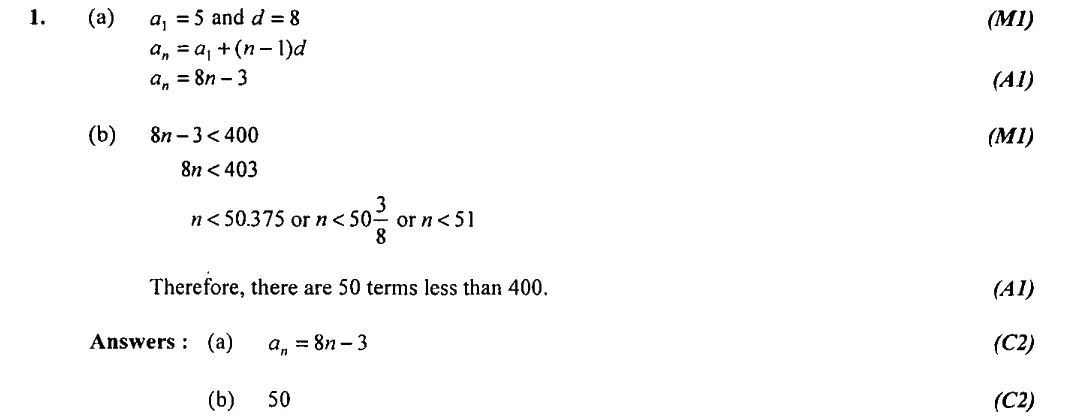 1. (a) a₁ = 5 and d = 8 (M1)
aₙ = a₁ + (n − 1)d
aₙ = 8n − 3 (A1)
(b) 8n − 3 < 400 (M1)
8n < 403
n < 50.375 or n < 50 3/8 or n < 51
Therefore, there are 50 terms less than 400. (A1)
Answers : (a) aₙ = 8n − 3 (C2)
(b) 50 (C2)